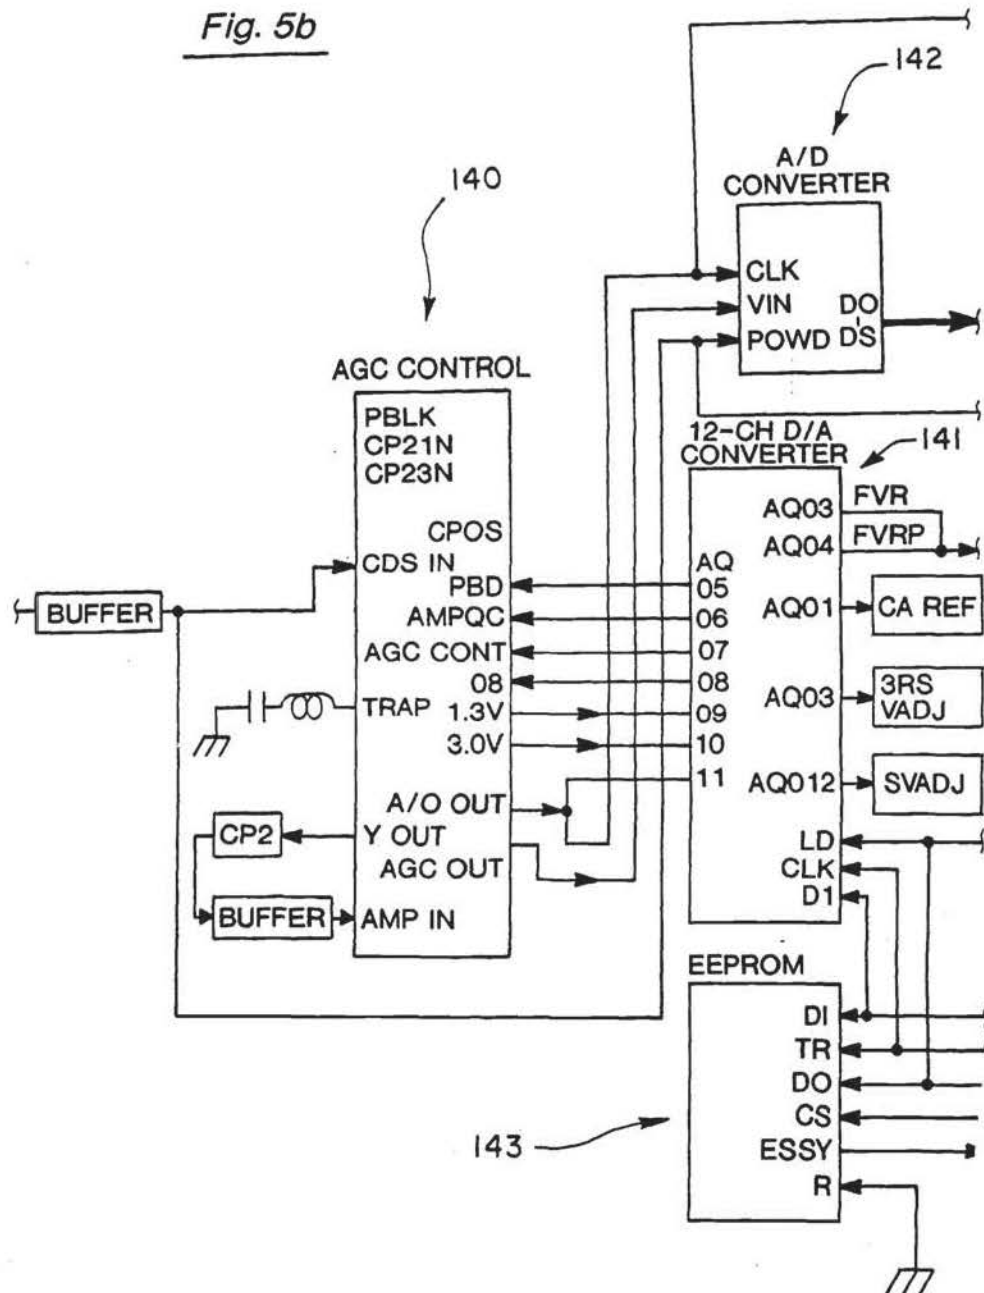 Fig. 5b
142
A/D
CONVERTER
140
CLK
VIN
DO
POWD
DS
AGC CONTROL
PBLK
CP21N
CP23N
CPOS
CDS IN
PBD
AMPQC
AGC CONT
08
TRAP
1.3V
3.0V
A/O OUT
Y OUT
AGC OUT
AMP IN
BUFFER
CP2
BUFFER
12-CH D/A
CONVERTER
141
AQ03
FVR
AQ04
FVRP
AQ
05
06
07
08
09
10
11
AQ01
CA REF
AQ03
3RS
VADJ
AQ012
SVADJ
LD
CLK
D1
EEPROM
DI
TR
DO
CS
ESSY
R
143